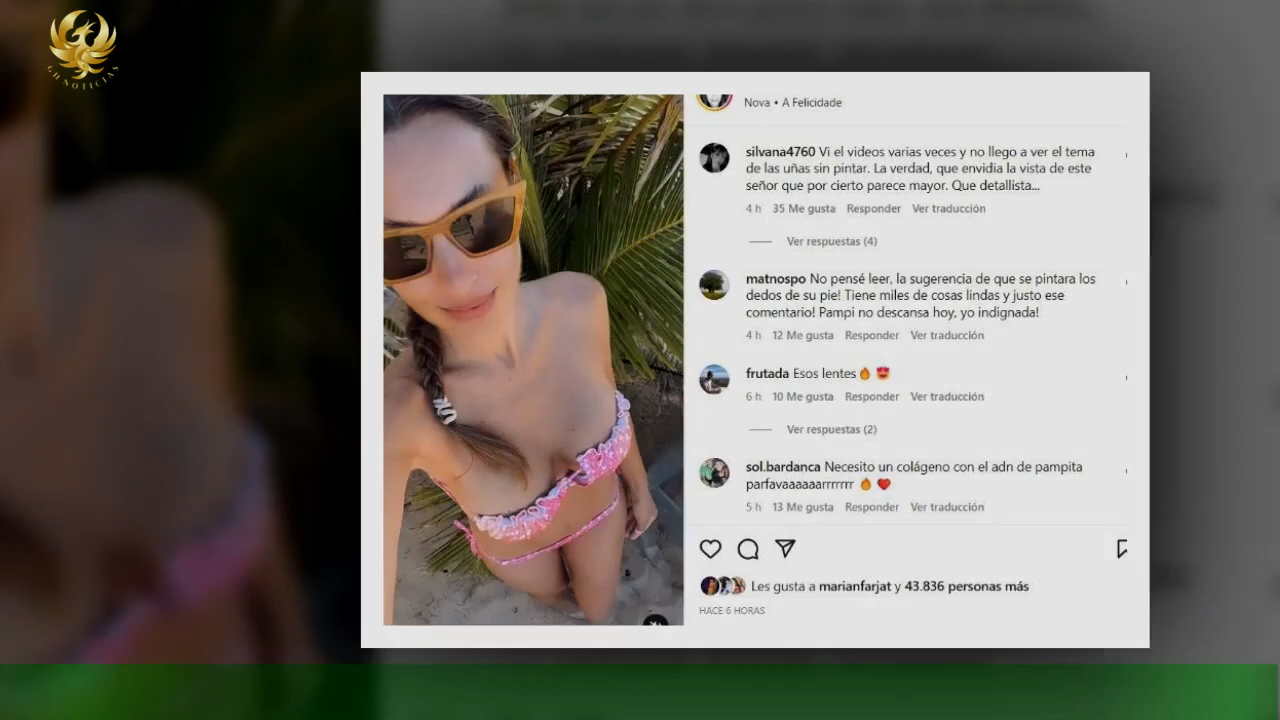 GH NOTICIAS
Nova • A Felicidade
silvana4760 Vi el videos varias veces y no llego a ver el tema
de las uñas sin pintar. La verdad, que envidia la vista de este
señor que por cierto parece mayor. Que detallista...
4 h 35 Me gusta Responder Ver traducción
Ver respuestas (4)
matnospo No pensé leer, la sugerencia de que se pintara los
dedos de su pie! Tiene miles de cosas lindas y justo ese
comentario! Pampi no descansa hoy, yo indignada!
4 h 12 Me gusta Responder Ver traducción
frutada Esos lentes🔥 😍
6 h 10 Me gusta Responder Ver traducción
Ver respuestas (2)
sol.bardanca Necesito un colágeno con el adn de pampita
parfavaaaaaarrrrrrr 🔥 ❤️
5 h 13 Me gusta Responder Ver traducción
Les gusta a marianfarjat y 43.836 personas más
HACE 6 HORAS